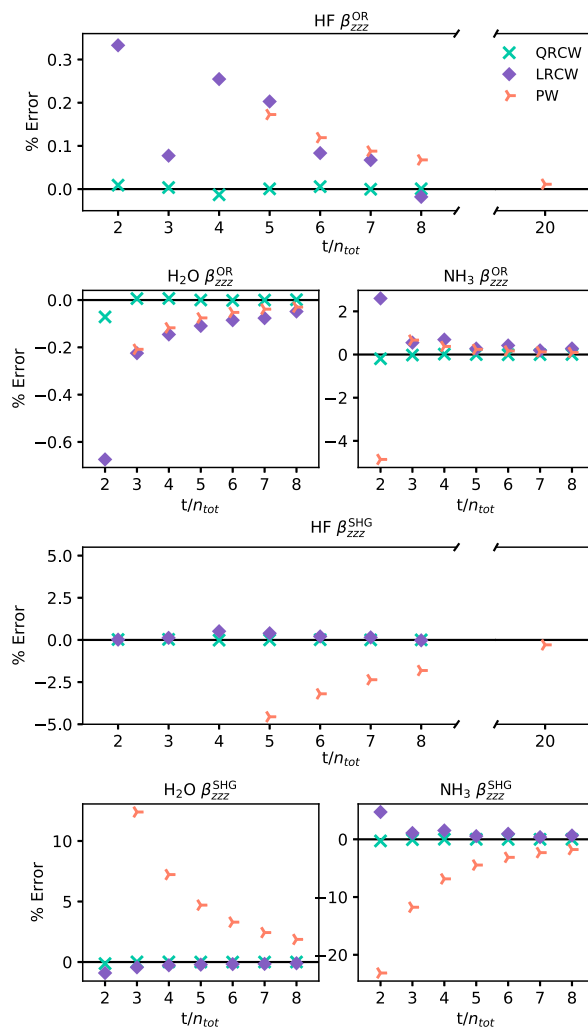 HF β_zzz^OR
% Error
0.3
0.2
0.1
0.0
QRCW
LRCW
PW
2 3 4 5 6 7 8 20
t/n_tot
H₂O β_zzz^OR
NH₃ β_zzz^OR
% Error
0.0
−0.2
−0.4
−0.6
2
0
−2
−4
2 3 4 5 6 7 8
2 3 4 5 6 7 8
t/n_tot
t/n_tot
HF β_zzz^SHG
% Error
5.0
2.5
0.0
−2.5
−5.0
2 3 4 5 6 7 8 20
t/n_tot
H₂O β_zzz^SHG
NH₃ β_zzz^SHG
% Error
10
5
0
0
−10
−20
2 3 4 5 6 7 8
2 3 4 5 6 7 8
t/n_tot
t/n_tot